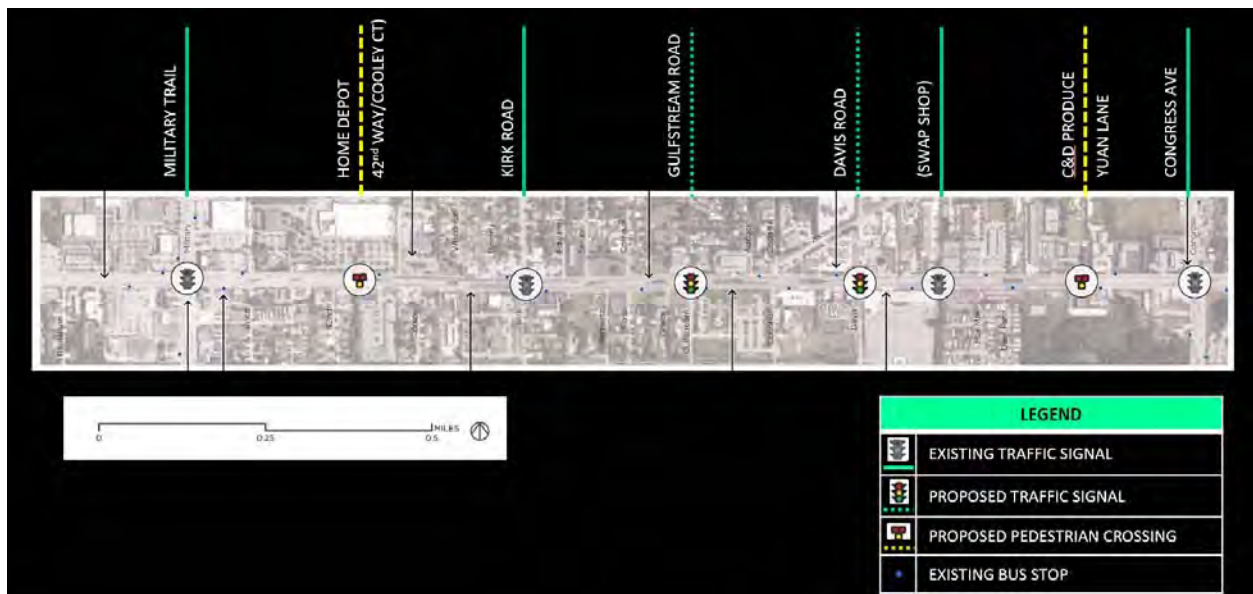 MILITARY TRAIL
HOME DEPOT
42nd WAY/COOLEY CT)
KIRK ROAD
GULFSTREAM ROAD
DAVIS ROAD
(SWAP SHOP)
C&D PRODUCE
YUAN LANE
CONGRESS AVE
0
0.25
0.5
MILES
LEGEND
EXISTING TRAFFIC SIGNAL
PROPOSED TRAFFIC SIGNAL
PROPOSED PEDESTRIAN CROSSING
EXISTING BUS STOP